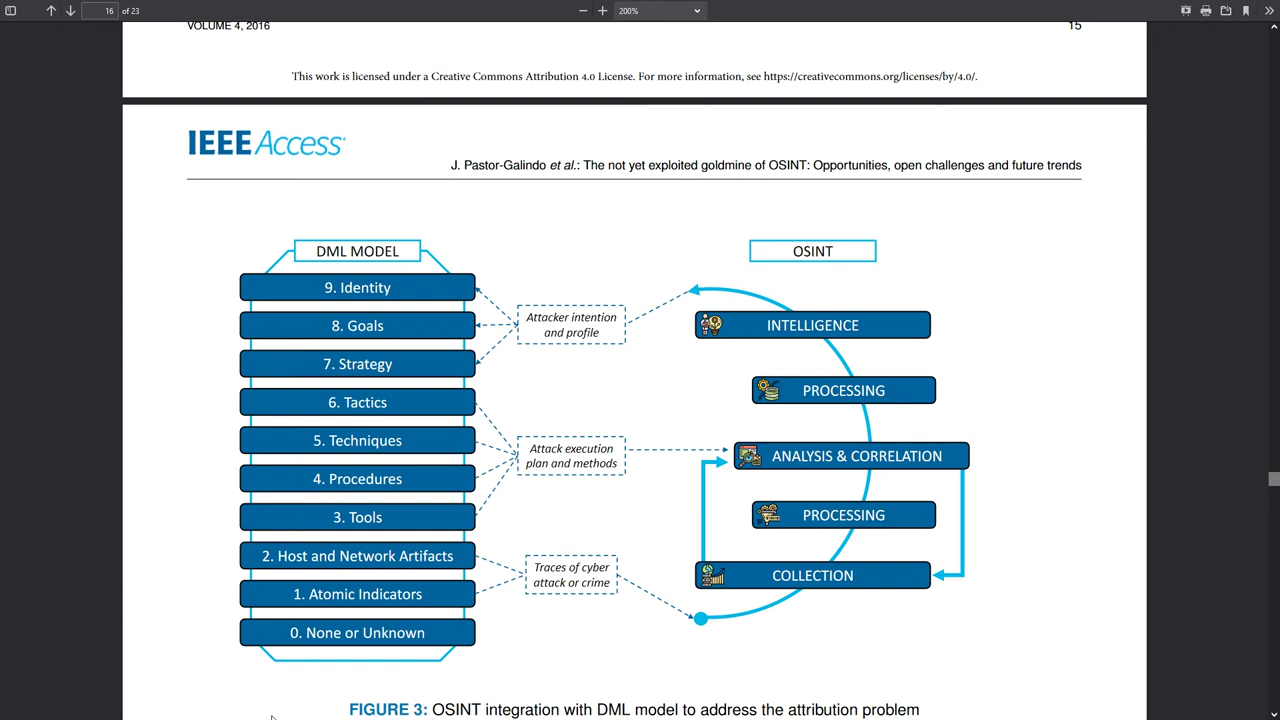 16 of 23
200%
VOLUME 4, 2016
15
This work is licensed under a Creative Commons Attribution 4.0 License. For more information, see https://creativecommons.org/licenses/by/4.0/.
IEEE Access
J. Pastor-Galindo et al.: The not yet exploited goldmine of OSINT: Opportunities, open challenges and future trends
DML MODEL
9. Identity
8. Goals
7. Strategy
6. Tactics
5. Techniques
4. Procedures
3. Tools
2. Host and Network Artifacts
1. Atomic Indicators
0. None or Unknown
Attacker intention
and profile
Attack execution
plan and methods
Traces of cyber
attack or crime
OSINT
INTELLIGENCE
PROCESSING
ANALYSIS & CORRELATION
PROCESSING
COLLECTION
FIGURE 3: OSINT integration with DML model to address the attribution problem